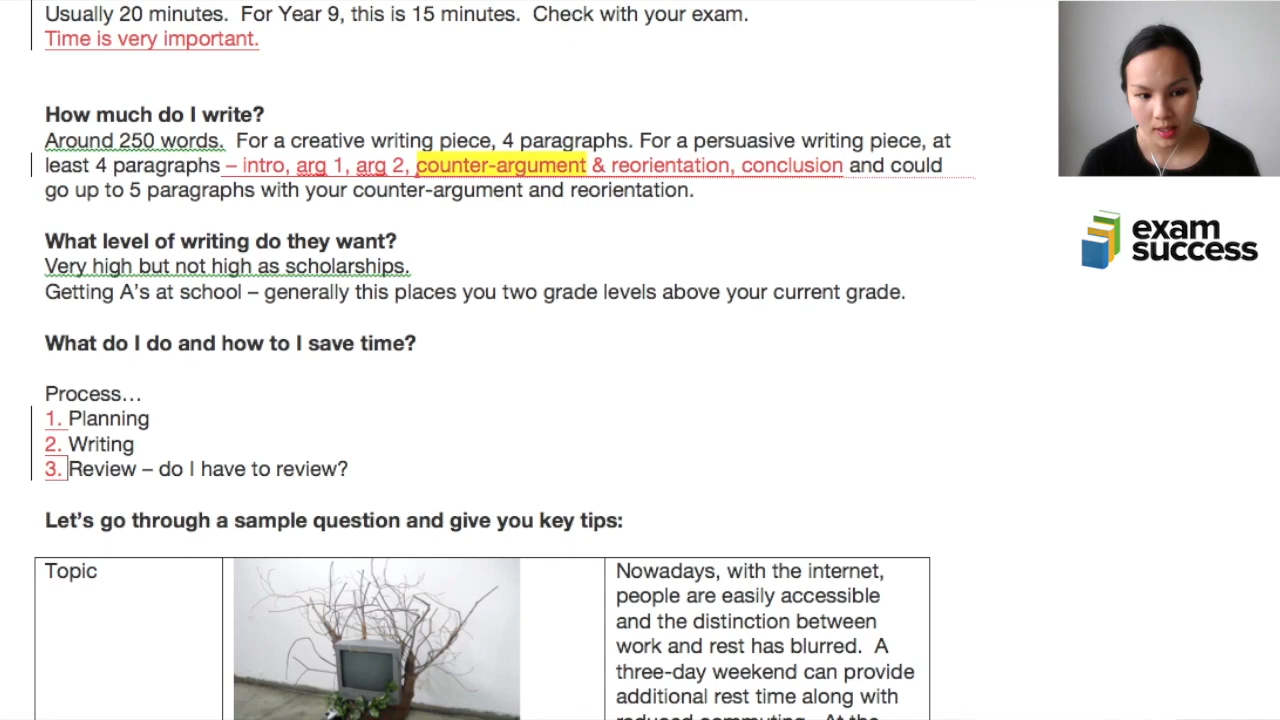 Usually 20 minutes.  For Year 9, this is 15 minutes.  Check with your exam.
Time is very important.
How much do I write?
Around 250 words.  For a creative writing piece, 4 paragraphs. For a persuasive writing piece, at
least 4 paragraphs – intro, arg 1, arg 2, counter-argument & reorientation, conclusion and could
go up to 5 paragraphs with your counter-argument and reorientation.
exam
success
What level of writing do they want?
Very high but not high as scholarships.
Getting A's at school – generally this places you two grade levels above your current grade.
What do I do and how to I save time?
Process…
1. Planning
2. Writing
3. Review – do I have to review?
Let's go through a sample question and give you key tips:
Topic
Nowadays, with the internet,
people are easily accessible
and the distinction between
work and rest has blurred.  A
three-day weekend can provide
additional rest time along with
reduced commuting.  At the